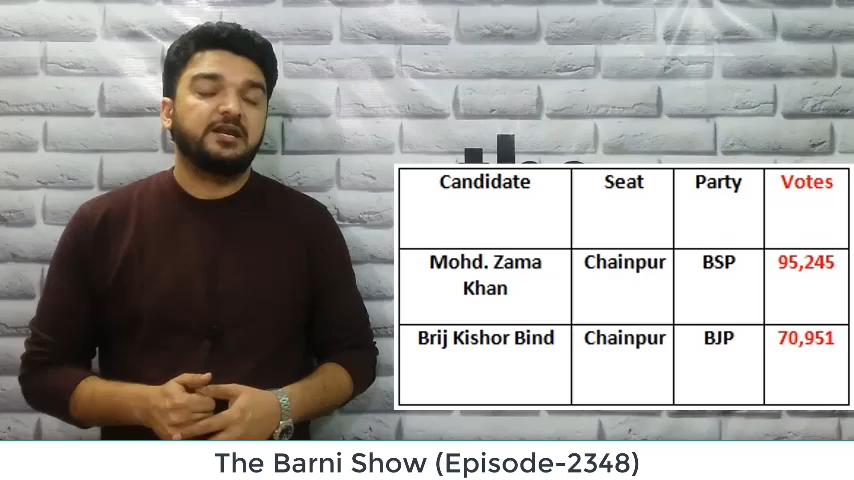 the
Candidate Seat Party Votes
Mohd. Zama Khan Chainpur BSP 95,245
Brij Kishor Bind Chainpur BJP 70,951
The Barni Show (Episode-2348)